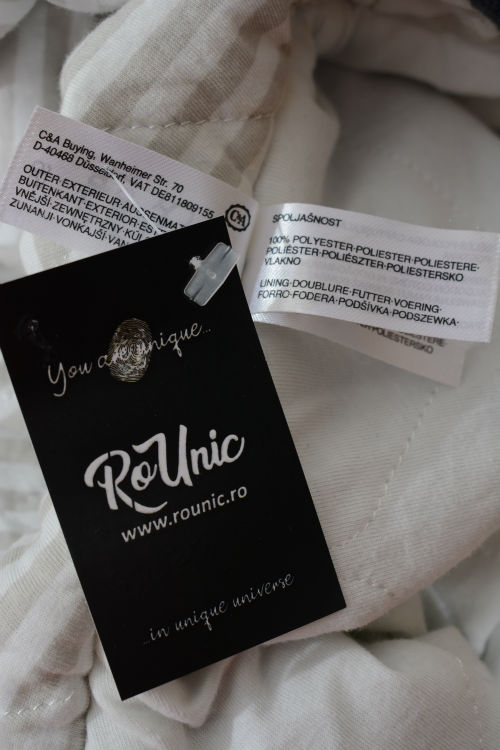 C&A Buying, Wanheimer Str. 70
D-40468 Düsseldorf, VAT DE811809155
OUTER EXTERIEUR·AUSSENMAT
BUITENKANT·EXTERIOR·ES
VNĚJŠÍ·ZEWNĘTRZNY·KÜL
ZUNANJI·VONKAJŠÍ·VAN
CA
SPOLJAŠNOST
100% POLYESTER·POLIESTER·POLIESTERE·
POLIÉSTER·POLIÉSZTER·POLIESTERSKO
VLAKNO
LINING·DOUBLURE·FUTTER·VOERING·
FORRO·FODERA·PODŠÍVKA·PODSZEWKA·
POLIESTERSKO
You are unique...
RoUnic
www.rounic.ro
...in unique universe